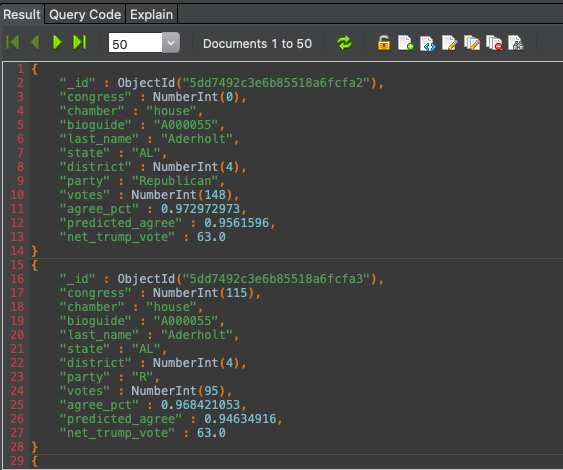 Result Query Code Explain
50 Documents 1 to 50
1 {
2 "_id" : ObjectId("5dd7492c3e6b85518a6fcfa2"),
3 "congress" : NumberInt(0),
4 "chamber" : "house",
5 "bioguide" : "A000055",
6 "last_name" : "Aderholt",
7 "state" : "AL",
8 "district" : NumberInt(4),
9 "party" : "Republican",
10 "votes" : NumberInt(148),
11 "agree_pct" : 0.972972973,
12 "predicted_agree" : 0.9561596,
13 "net_trump_vote" : 63.0
14 }
15 {
16 "_id" : ObjectId("5dd7492c3e6b85518a6fcfa3"),
17 "congress" : NumberInt(115),
18 "chamber" : "house",
19 "bioguide" : "A000055",
20 "last_name" : "Aderholt",
21 "state" : "AL",
22 "district" : NumberInt(4),
23 "party" : "R",
24 "votes" : NumberInt(95),
25 "agree_pct" : 0.968421053,
26 "predicted_agree" : 0.94634916,
27 "net_trump_vote" : 63.0
28 }
29 {